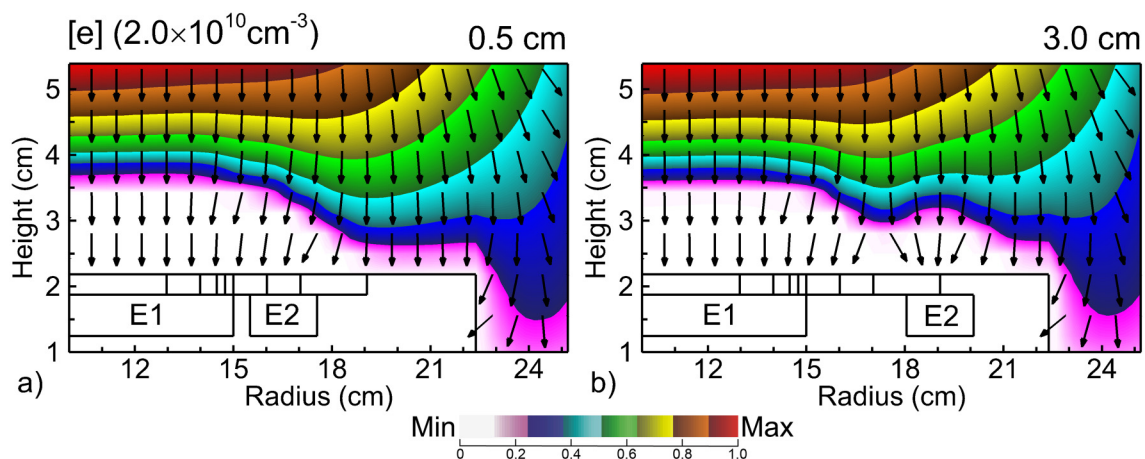 [e] (2.0×10¹⁰cm⁻³) 0.5 cm
3.0 cm
Height (cm)
5
4
3
2
1
E1 E2
12 15 18 21 24
a) Radius (cm)
Height (cm)
5
4
3
2
1
E1 E2
12 15 18 21 24
b) Radius (cm)
Min Max
0 0.2 0.4 0.6 0.8 1.0